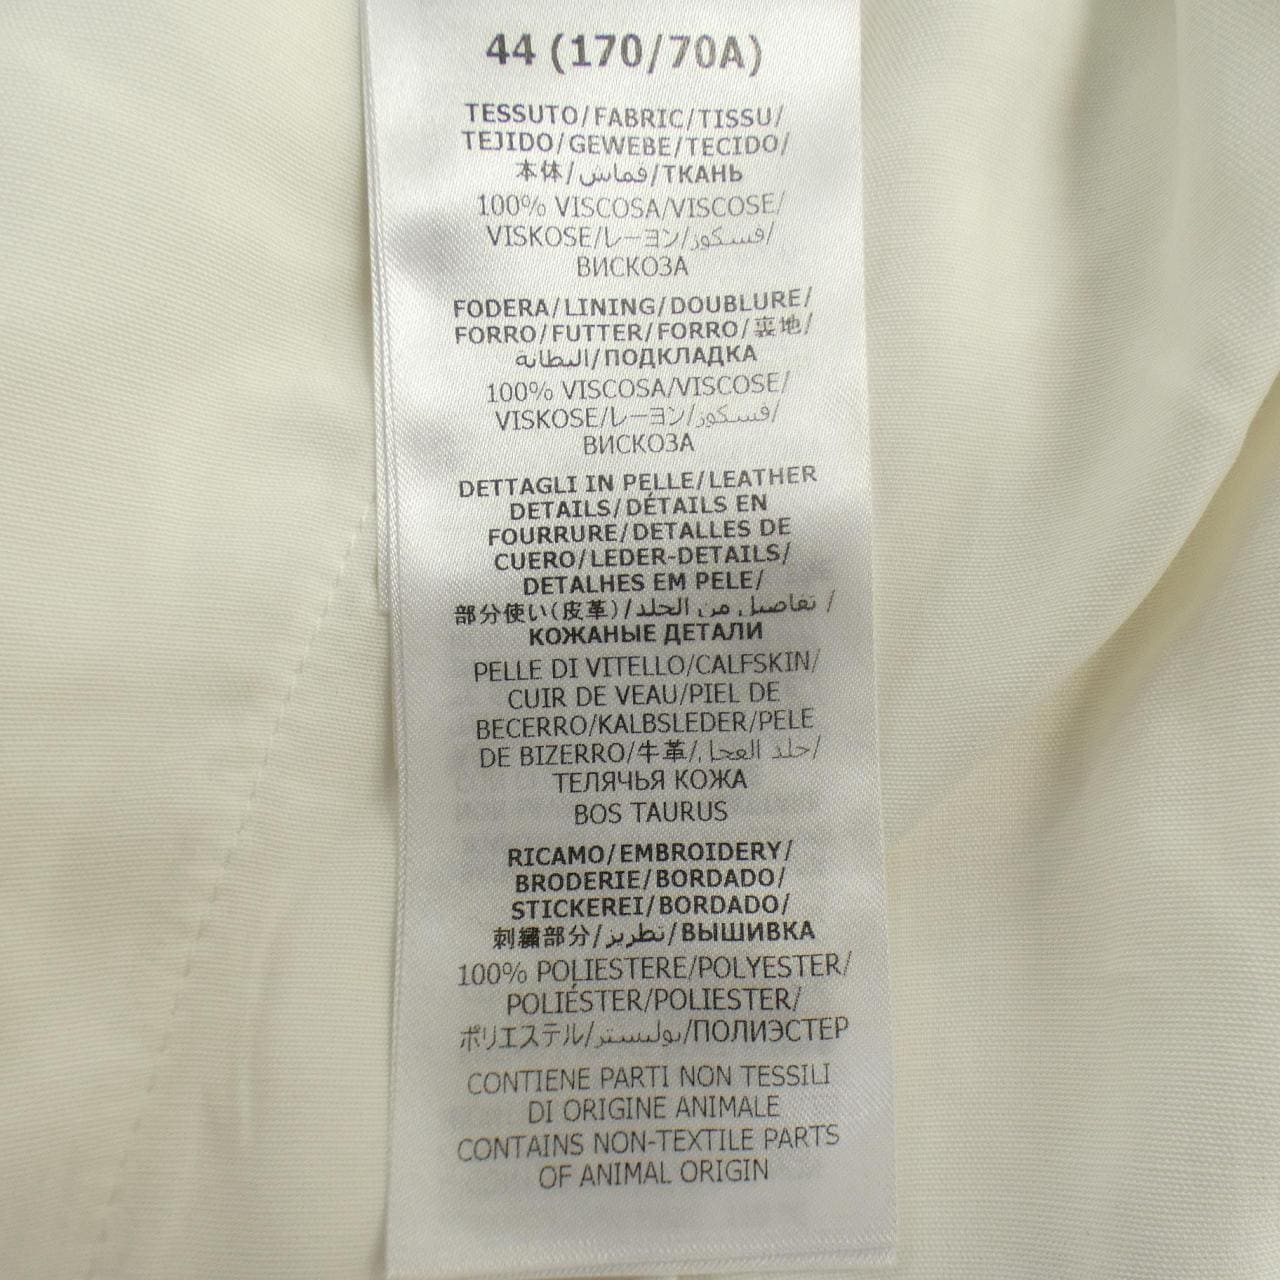 44 (170/70A)
TESSUTO/FABRIC/TISSU/
TEJIDO/GEWEBE/TECIDO/
本体/قماش/ТКАНЬ
100% VISCOSA/VISCOSE/
VISKOSE/レーヨン/فسكوز/
ВИСКОЗА
FODERA/LINING/DOUBLURE/
FORRO/FUTTER/FORRO/裏地/
البطانة/ПОДКЛАДКА
100% VISCOSA/VISCOSE/
VISKOSE/レーヨン/فسكوز/
ВИСКОЗА
DETTAGLI IN PELLE/LEATHER
DETAILS/DÉTAILS EN
FOURRURE/DETALLES DE
CUERO/LEDER-DETAILS/
DETALHES EM PELE/
部分使い(皮革)/تفاصيل من الجلد/
КОЖАНЫЕ ДЕТАЛИ
PELLE DI VITELLO/CALFSKIN/
CUIR DE VEAU/PIEL DE
BECERRO/KALBSLEDER/PELE
DE BIZERRO/牛革/جلد العجل/
ТЕЛЯЧЬЯ КОЖА
BOS TAURUS
RICAMO/EMBROIDERY/
BRODERIE/BORDADO/
STICKEREI/BORDADO/
刺繍部分/تطريز/ВЫШИВКА
100% POLIESTERE/POLYESTER/
POLIÉSTER/POLIESTER/
ポリエステル/بوليستر/ПОЛИЭСТЕР
CONTIENE PARTI NON TESSILI
DI ORIGINE ANIMALE
CONTAINS NON-TEXTILE PARTS
OF ANIMAL ORIGIN